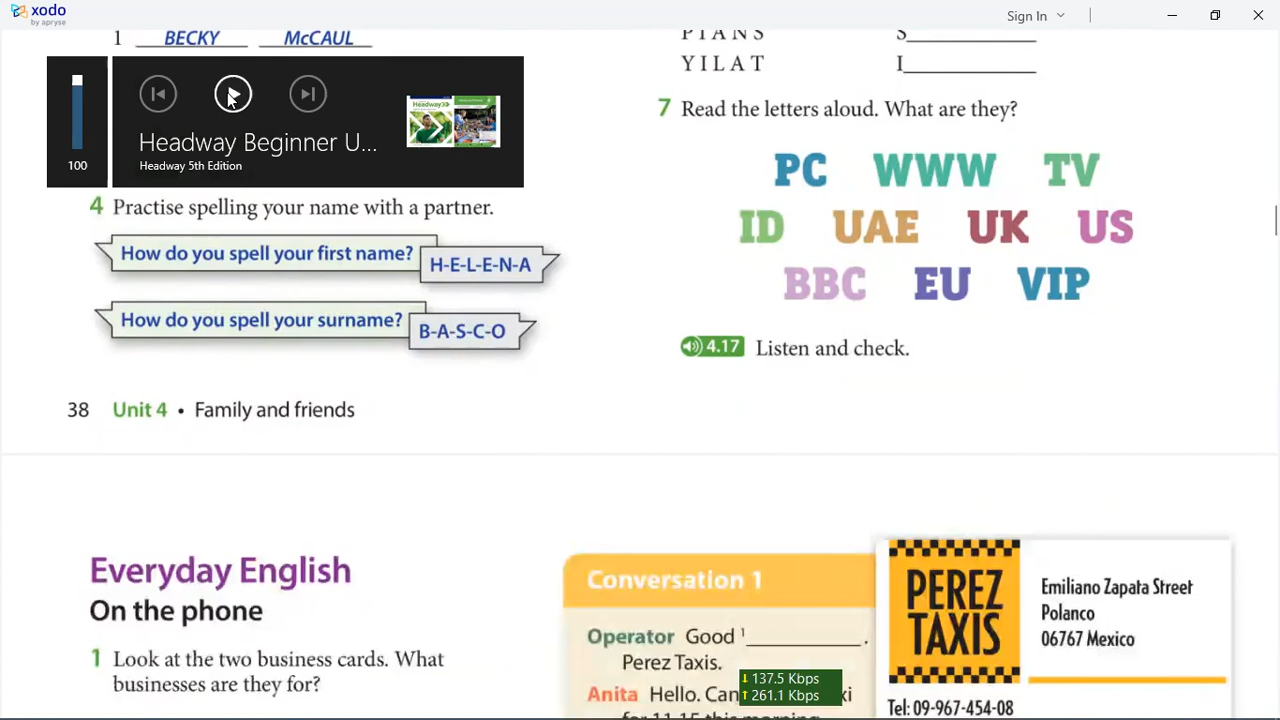 xodo
by apryse
Sign In
1 BECKY McCAUL
100
Headway Beginner U...
Headway 5th Edition
4 Practise spelling your name with a partner.
How do you spell your first name?
H-E-L-E-N-A
How do you spell your surname?
B-A-S-C-O
38 Unit 4 • Family and friends
P I A N S S
Y I L A T I
7 Read the letters aloud. What are they?
PC WWW TV
ID UAE UK US
BBC EU VIP
4.17 Listen and check.
Everyday English
On the phone
1 Look at the two business cards. What
businesses are they for?
Conversation 1
Operator Good 1 .
Perez Taxis.
Anita Hello. Can
for 11.15 this morning
137.5 Kbps
261.1 Kbps
PEREZ
TAXIS
Emiliano Zapata Street
Polanco
06767 Mexico
Tel: 09-967-454-08